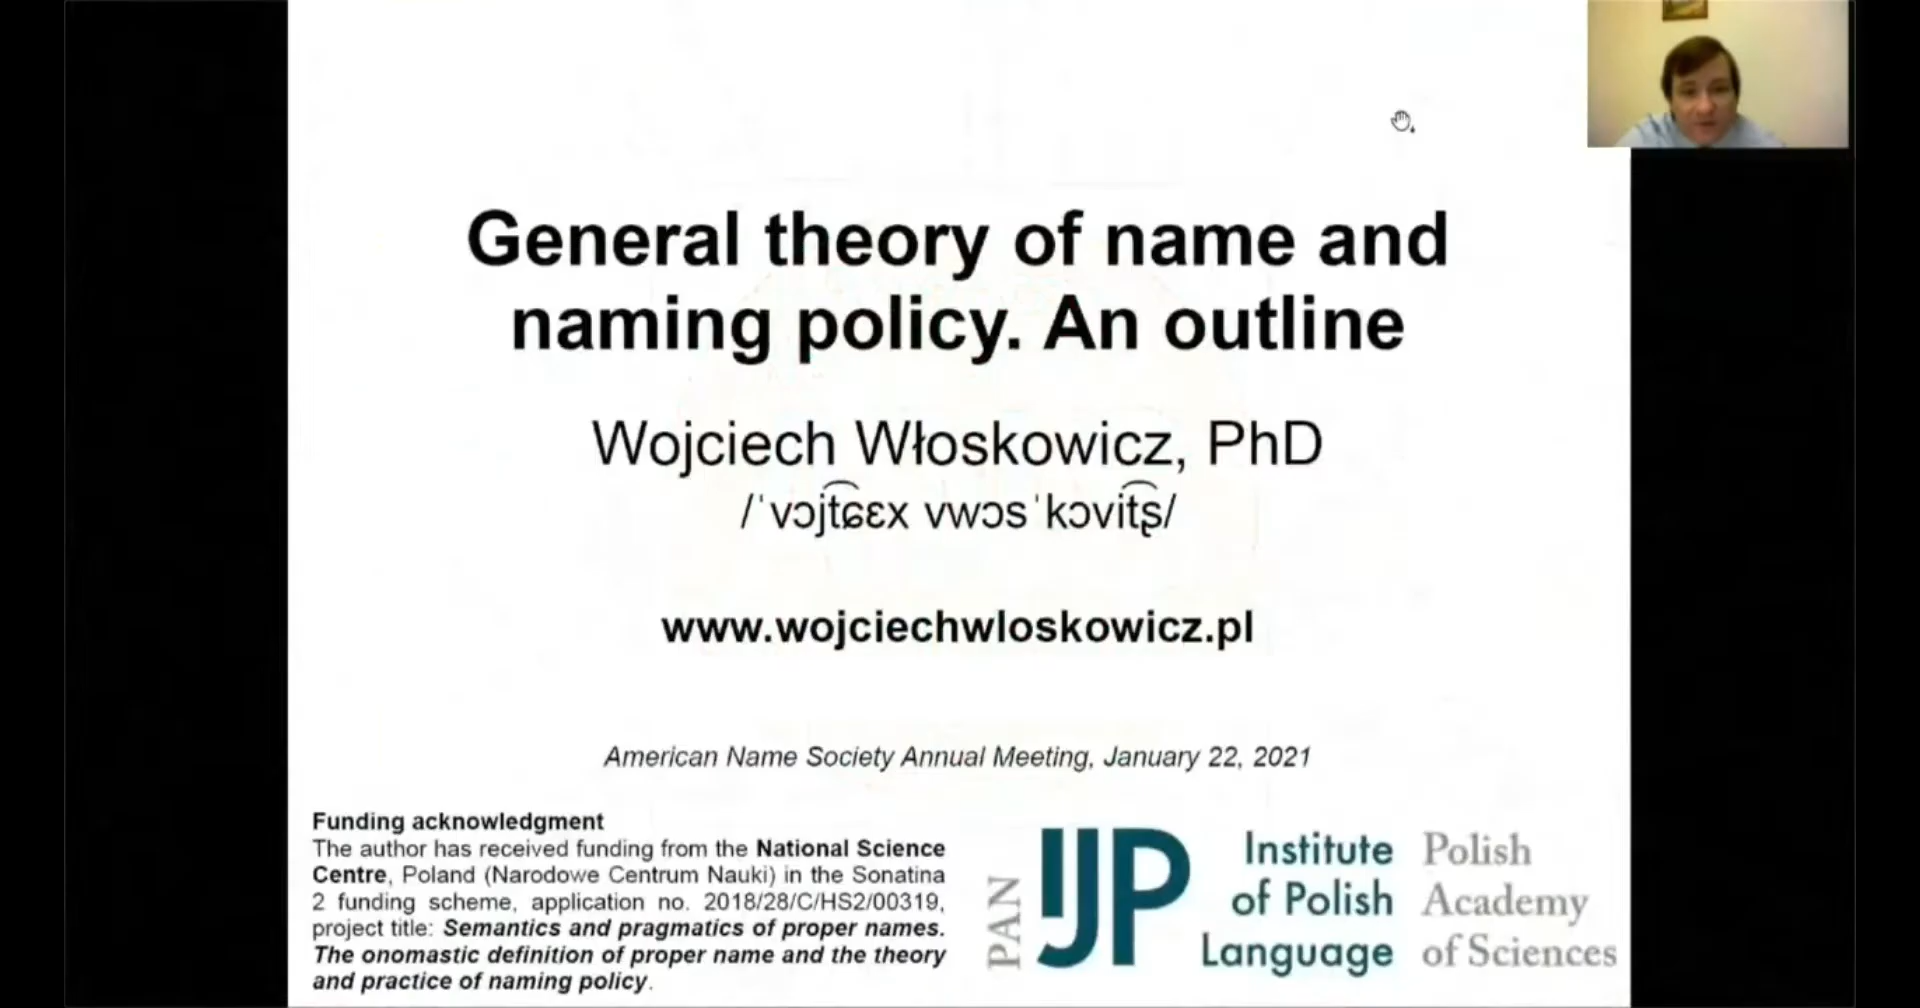 General theory of name and
naming policy. An outline
Wojciech Włoskowicz, PhD
/ˈvɔjt͡ɕɛx vwɔsˈkɔvit͡ʂ/
www.wojciechwloskowicz.pl
American Name Society Annual Meeting, January 22, 2021
Funding acknowledgment
The author has received funding from the National Science
Centre, Poland (Narodowe Centrum Nauki) in the Sonatina
2 funding scheme, application no. 2018/28/C/HS2/00319,
project title: Semantics and pragmatics of proper names.
The onomastic definition of proper name and the theory
and practice of naming policy.
PAN
IJP
Institute
of Polish
Language
Polish
Academy
of Sciences